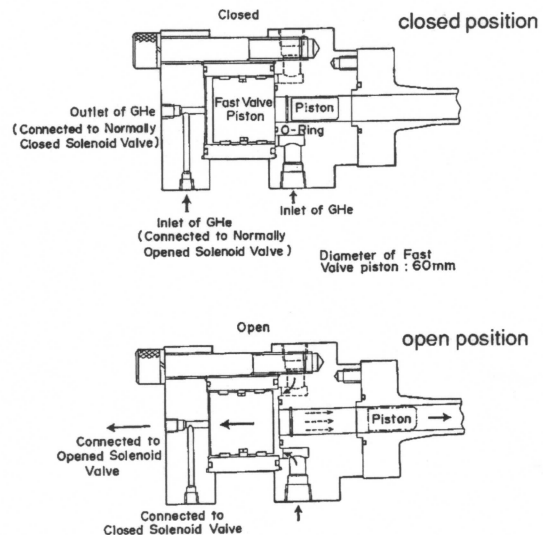 Closed
closed position
Outlet of GHe
(Connected to Normally
Closed Solenoid Valve)
Fast Valve
Piston
Piston
O-Ring
Inlet of GHe
Inlet of GHe
(Connected to Normally
Opened Solenoid Valve)
Diameter of Fast
Valve piston : 60mm
Open
open position
Piston
Connected to
Opened Solenoid
Valve
Connected to
Closed Solenoid Valve